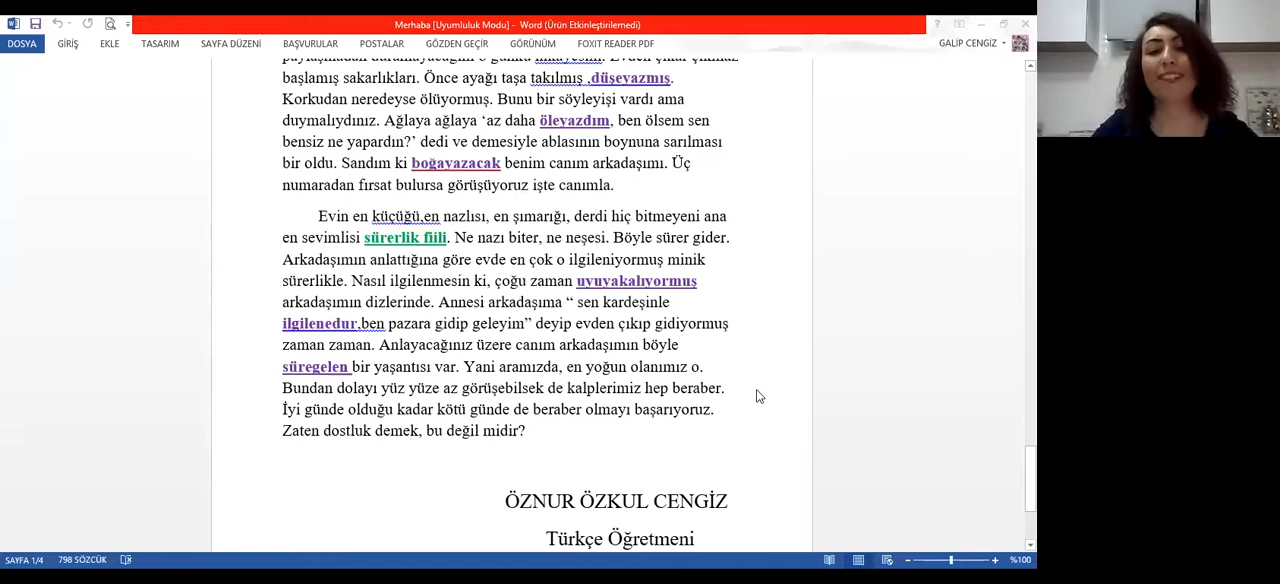 Merhaba [Uyumluluk Modu] - Word (Ürün Etkinleştirilemedi)
DOSYA GİRİŞ EKLE TASARIM SAYFA DÜZENİ BAŞVURULAR POSTALAR GÖZDEN GEÇİR GÖRÜNÜM FOXIT READER PDF GALIP CENGİZ
başlamış sakarlıkları. Önce ayağı taşa takılmış ,düşeyazmış.
Korkudan neredeyse ölüyormuş. Bunu bir söyleyişi vardı ama
duymalıydınız. Ağlaya ağlaya ‘az daha öleyazdım, ben ölsem sen
bensiz ne yapardın?’ dedi ve demesiyle ablasının boynuna sarılması
bir oldu. Sandım ki boğayazacak benim canım arkadaşımı. Üç
numaradan fırsat bulursa görüşüyoruz işte canımla.
Evin en küçüğü,en nazlısı, en şımarığı, derdi hiç bitmeyeni ana
en sevimlisi sürerlik fiili. Ne nazı biter, ne neşesi. Böyle sürer gider.
Arkadaşımın anlattığına göre evde en çok o ilgileniyormuş minik
sürerlikle. Nasıl ilgilenmesin ki, çoğu zaman uyuyakalıyormuş
arkadaşımın dizlerinde. Annesi arkadaşıma “ sen kardeşinle
ilgilenedur,ben pazara gidip geleyim” deyip evden çıkıp gidiyormuş
zaman zaman. Anlayacağınız üzere canım arkadaşımın böyle
süregelen bir yaşantısı var. Yani aramızda, en yoğun olanımız o.
Bundan dolayı yüz yüze az görüşebilsek de kalplerimiz hep beraber.
İyi günde olduğu kadar kötü günde de beraber olmayı başarıyoruz.
Zaten dostluk demek, bu değil midir?
ÖZNUR ÖZKUL CENGİZ
Türkçe Öğretmeni
SAYFA 1/4 798 SÖZCÜK %100